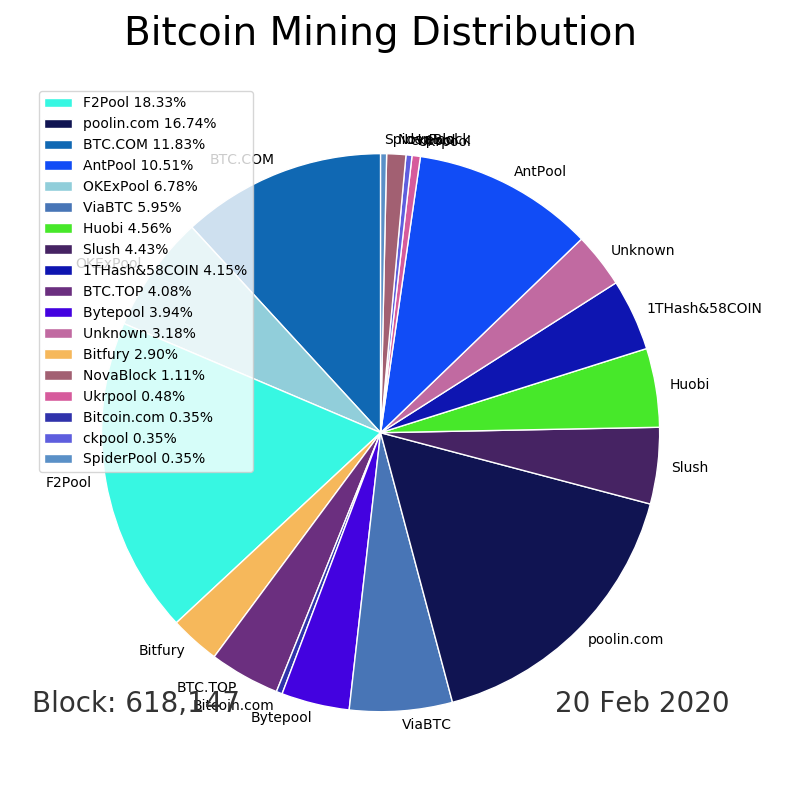 Bitcoin Mining Distribution
F2Pool 18.33%
poolin.com 16.74%
BTC.COM 11.83%
AntPool 10.51%
OKExPool 6.78%
ViaBTC 5.95%
Huobi 4.56%
Slush 4.43%
1THash&58COIN 4.15%
BTC.TOP 4.08%
Bytepool 3.94%
Unknown 3.18%
Bitfury 2.90%
NovaBlock 1.11%
Ukrpool 0.48%
Bitcoin.com 0.35%
ckpool 0.35%
SpiderPool 0.35%
SpiderPool
NovaBlock
ckpool
Ukrpool
BTC.COM
AntPool
Unknown
OKExPool
1THash&58COIN
Huobi
Slush
F2Pool
poolin.com
Bitfury
BTC.TOP
Bitcoin.com
Bytepool
ViaBTC
Block: 618,147
20 Feb 2020